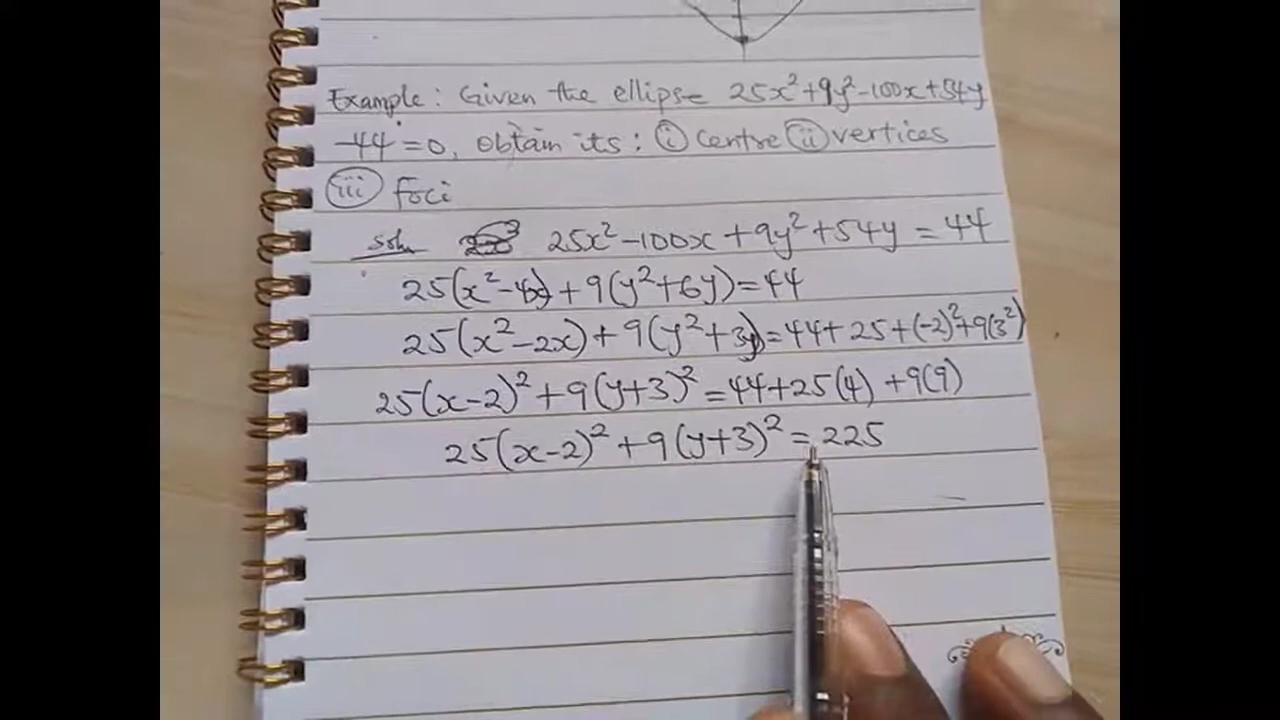 Example: Given the ellipse 25x²+9y²-100x+54y
-44=0, obtain its: (i) Centre (ii) vertices
(iii) Foci
Soln 25x²-100x+9y²+54y=44
25(x²-4x)+9(y²+6y)=44
25(x²-2x)+9(y²+3y)=44+25+(-2)²+9(3²)
25(x-2)²+9(y+3)²=44+25(4)+9(9)
25(x-2)²+9(y+3)²=225